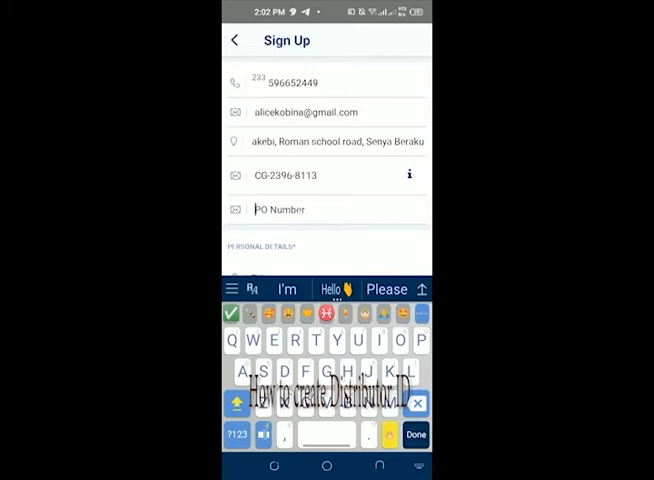 2:02 PM
Sign Up
233 596652449
alicekobina@gmail.com
akebi, Roman school road, Senya Beraku
CG-2396-8113
PO Number
PERSONAL DETAILS*
I'm Hello👋 Please
Q W E R T Y U I O P
A S D F G H J K L
How to create Distributor ID
?123 , . Done